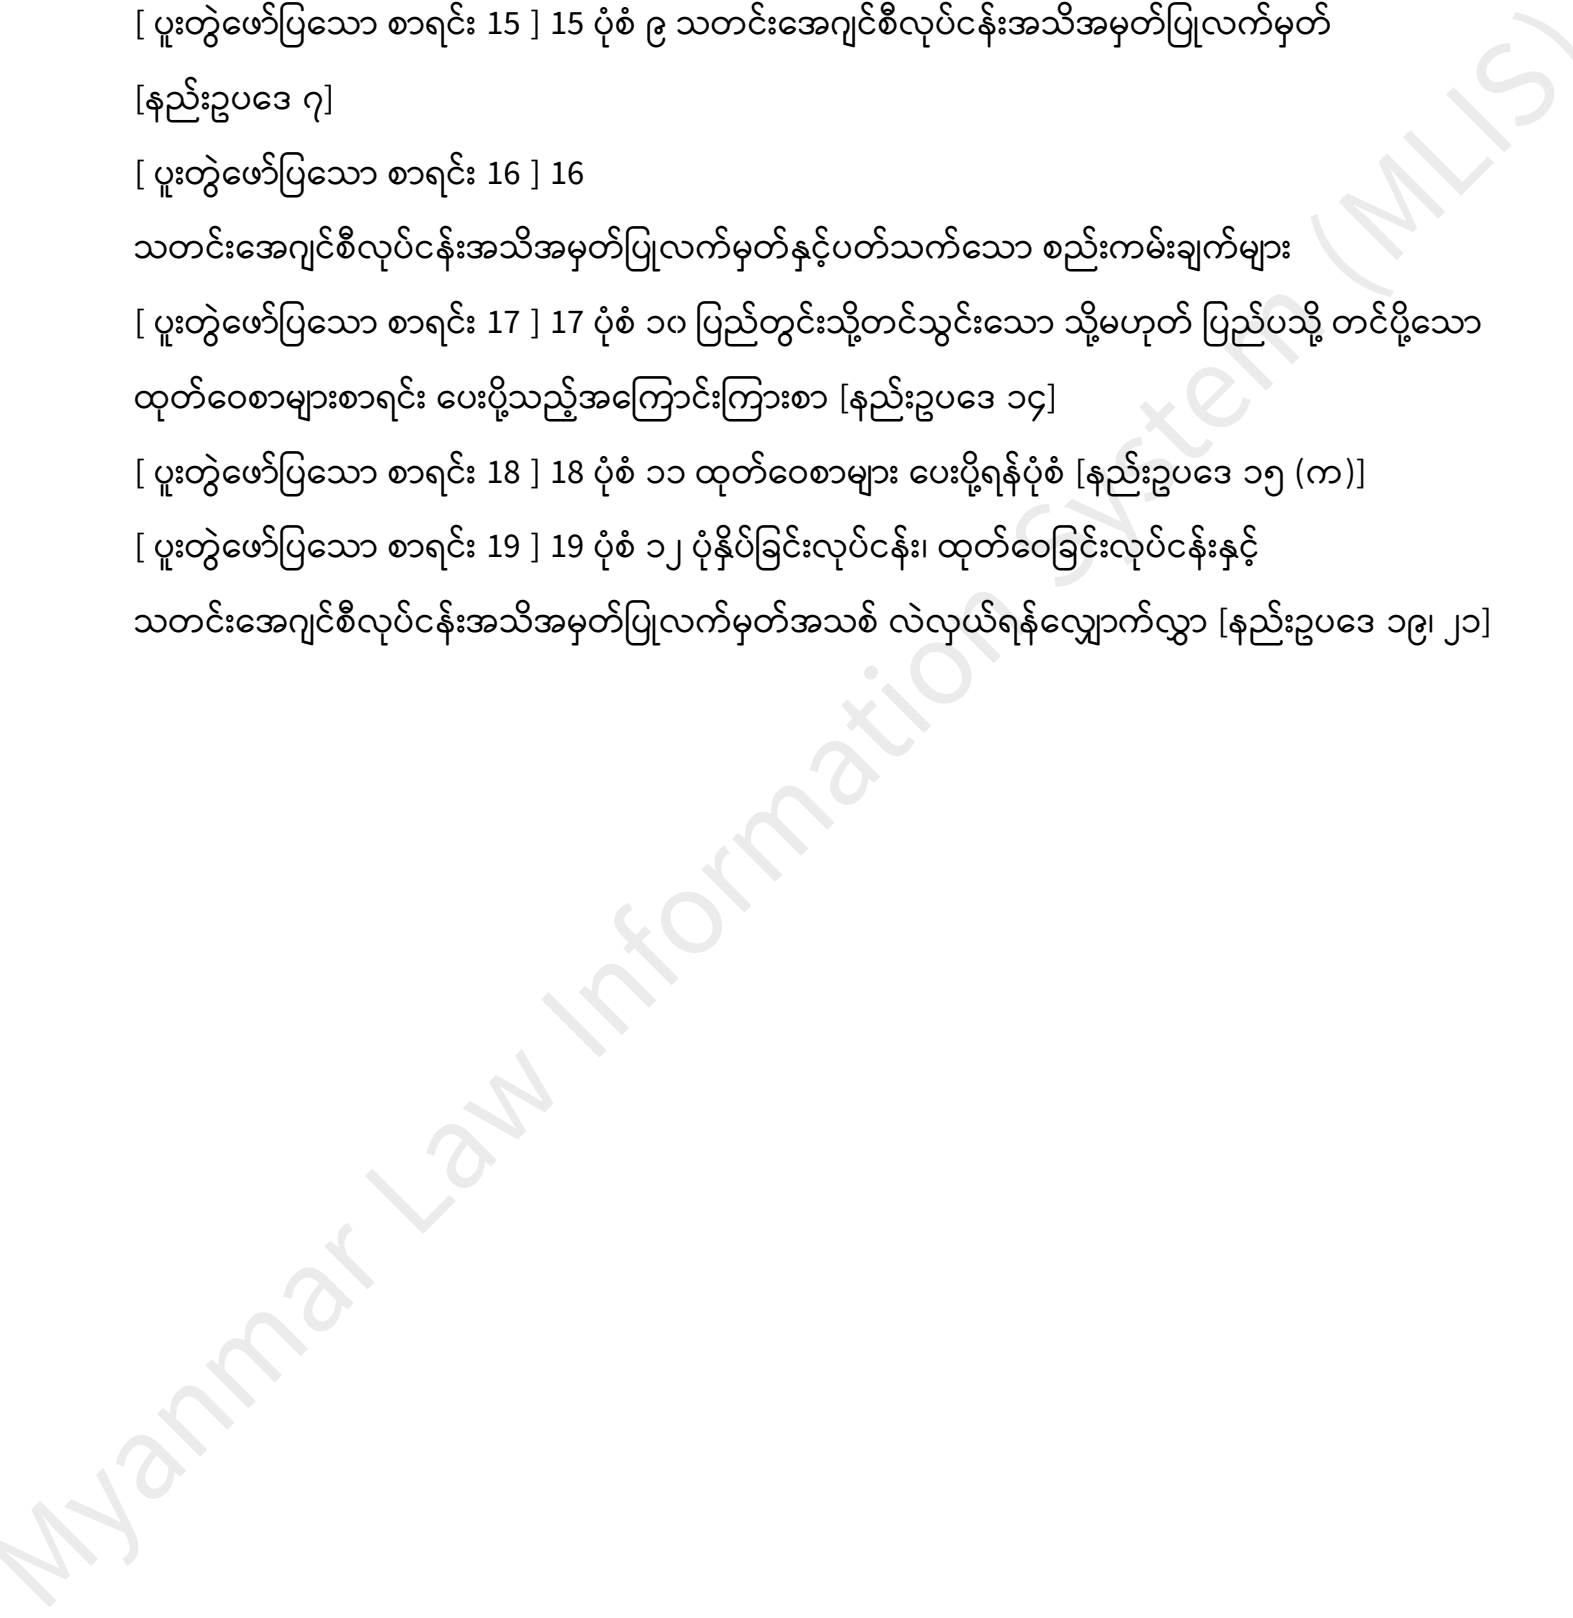 [ ပူးတွဲဖော်ပြသော စာရင်း 15 ] 15 ပုံစံ ၉ သတင်းအေဂျင်စီလုပ်ငန်းအသိအမှတ်ပြုလက်မှတ်
[နည်းဥပဒေ ၇]
[ ပူးတွဲဖော်ပြသော စာရင်း 16 ] 16
သတင်းအေဂျင်စီလုပ်ငန်းအသိအမှတ်ပြုလက်မှတ်နှင့်ပတ်သက်သော စည်းကမ်းချက်များ
[ ပူးတွဲဖော်ပြသော စာရင်း 17 ] 17 ပုံစံ ၁၀ ပြည်တွင်းသို့တင်သွင်းသော သို့မဟုတ် ပြည်ပသို့ တင်ပို့သော
ထုတ်ဝေစာများစာရင်း ပေးပို့သည့်အကြောင်းကြားစာ [နည်းဥပဒေ ၁၄]
[ ပူးတွဲဖော်ပြသော စာရင်း 18 ] 18 ပုံစံ ၁၁ ထုတ်ဝေစာများ ပေးပို့ရန်ပုံစံ [နည်းဥပဒေ ၁၅ (က)]
[ ပူးတွဲဖော်ပြသော စာရင်း 19 ] 19 ပုံစံ ၁၂ ပုံနှိပ်ခြင်းလုပ်ငန်း၊ ထုတ်ဝေခြင်းလုပ်ငန်းနှင့်
သတင်းအေဂျင်စီလုပ်ငန်းအသိအမှတ်ပြုလက်မှတ်အသစ် လဲလှယ်ရန်လျှောက်လွှာ [နည်းဥပဒေ ၁၉၊ ၂၁]
Myanmar Law Information System (MLIS)